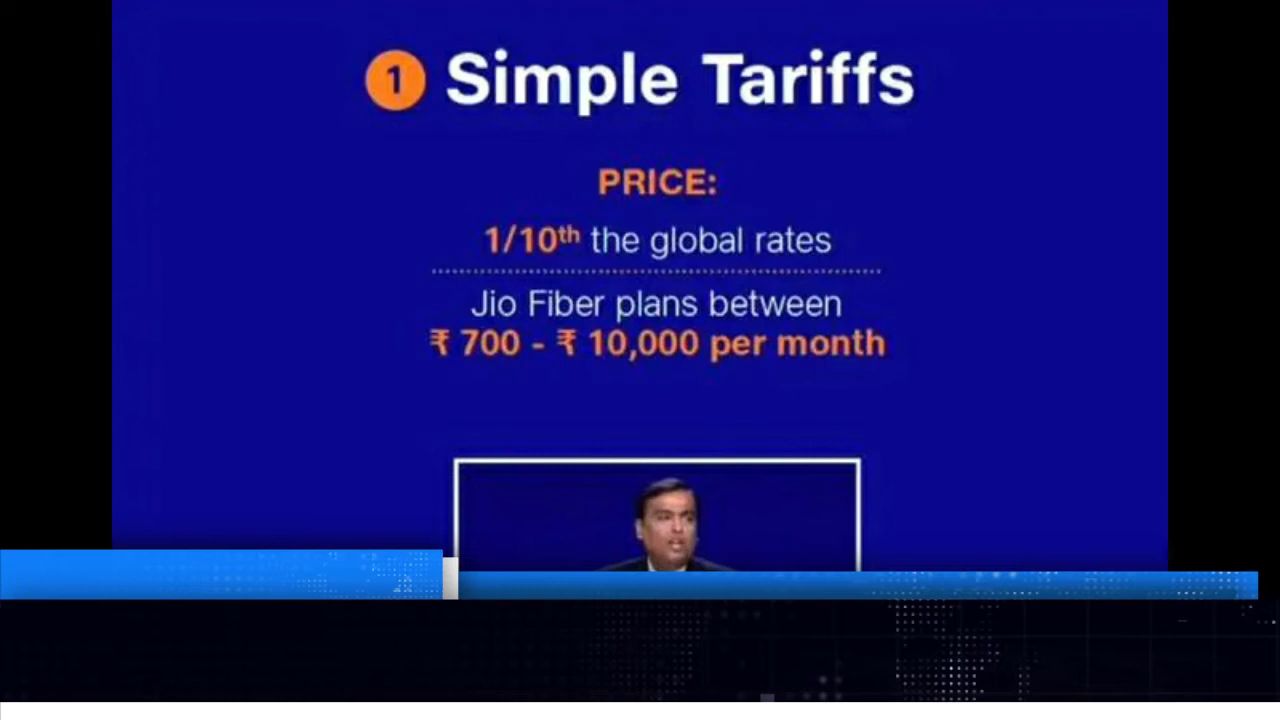 1 Simple Tariffs
PRICE:
1/10th the global rates
Jio Fiber plans between
₹ 700 - ₹ 10,000 per month